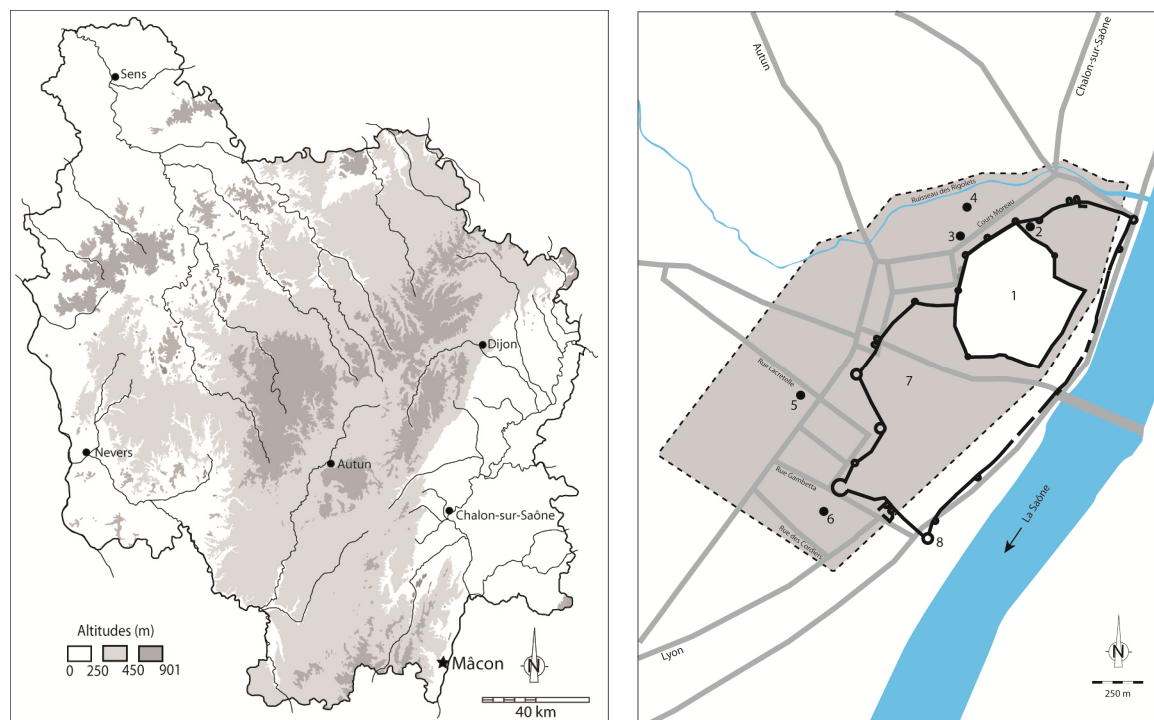 Sens
Dijon
Nevers
Autun
Chalon-sur-Saône
Altitudes (m)
0 250 450 901
Mâcon
N
40 km
Autun
Chalon-sur-Saône
Ruisseau des Rigolets
4
Cours Moreau
3
2
1
7
Rue Lacretelle
5
Rue Gambetta
6
Rue des Cordiers
8
La Saône
Lyon
N
250 m